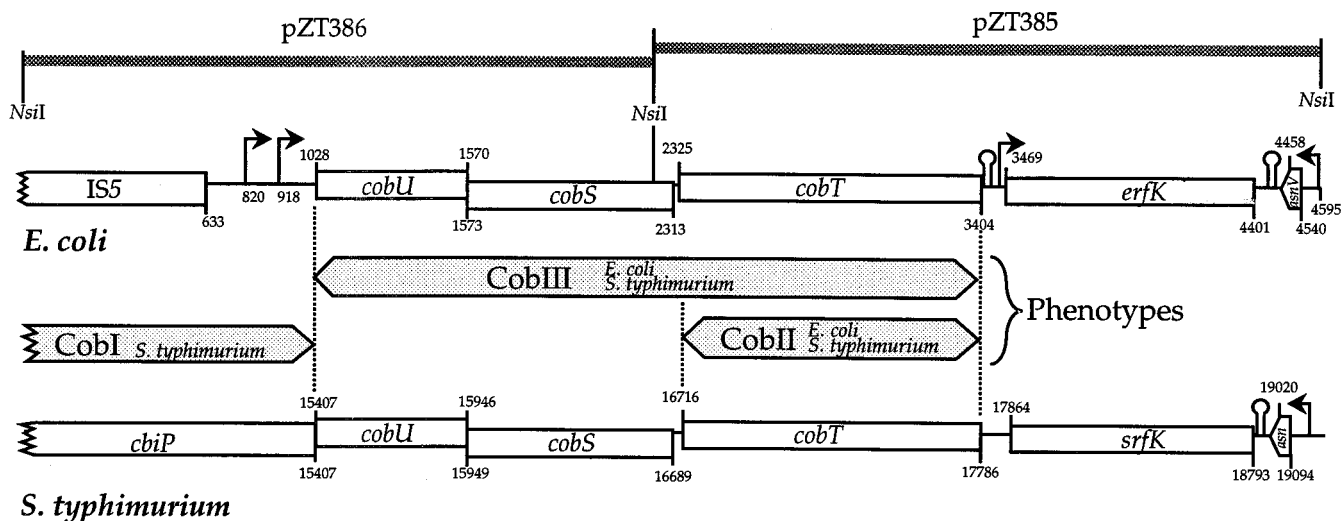 pZT386
pZT385
NsiI
NsiI
NsiI
1028
1570
2325
3469
4458
IS5
820
918
cobU
cobS
cobT
erfK
asnV
633
1573
2313
3404
4401
4540
4595
E. coli
CobIII E. coli
S. typhimurium
Phenotypes
CobI S. typhimurium
CobII E. coli
S. typhimurium
15407
15946
16716
17864
19020
cbiP
cobU
cobS
cobT
srfK
asn
15407
15949
16689
17786
18793
19094
S. typhimurium